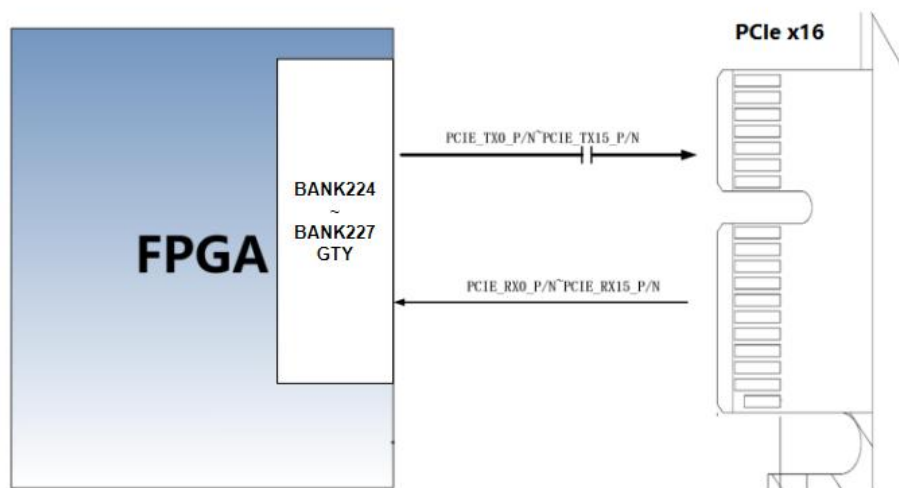 PCIe x16
PCIE_TX0_P/N~PCIE_TX15_P/N
BANK224
~
BANK227
GTY
FPGA
PCIE_RX0_P/N~PCIE_RX15_P/N